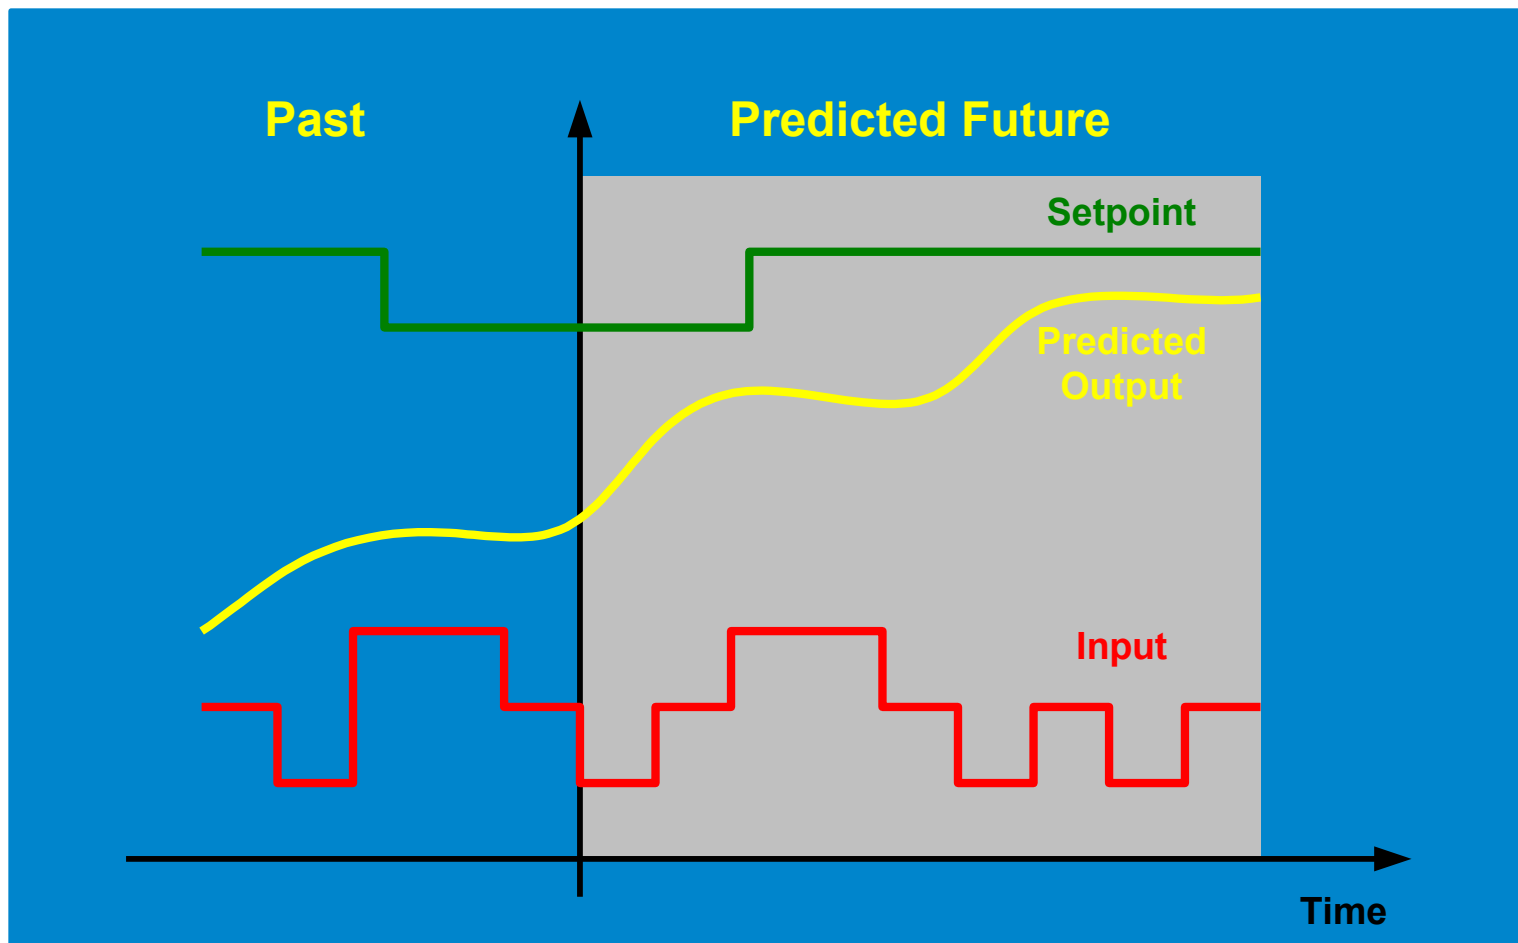 Past
Predicted Future
Setpoint
Predicted
Output
Input
Time